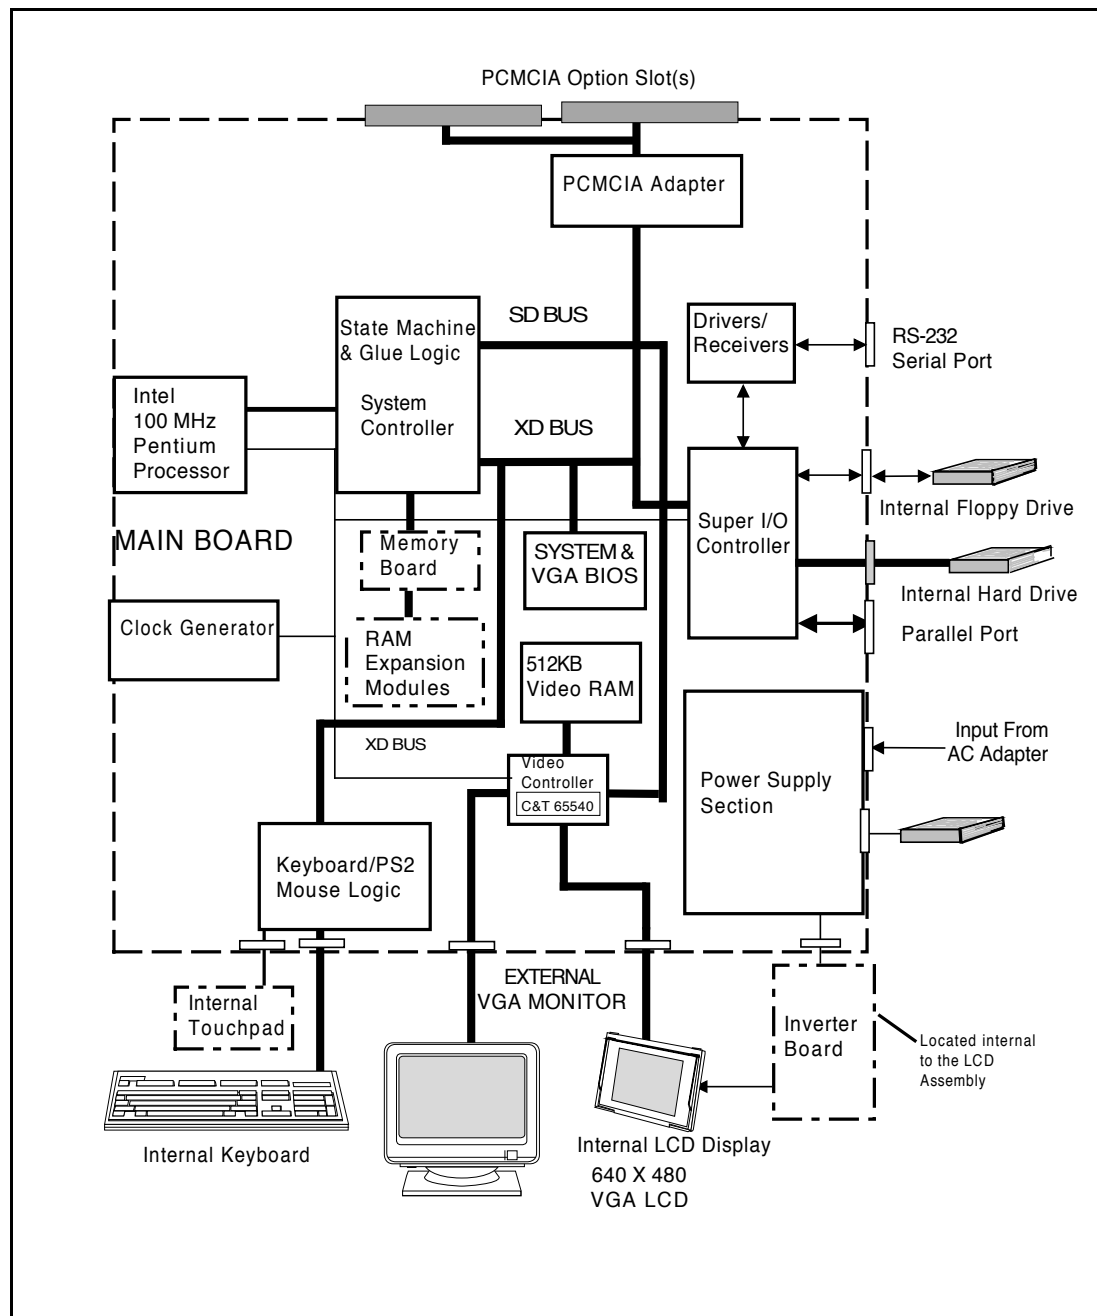 PCMCIA Option Slot(s)
PCMCIA Adapter
SD BUS
State Machine
& Glue Logic
System
Controller
Drivers/
Receivers
RS-232
Serial Port
Intel
100 MHz
Pentium
Processor
XD BUS
Super I/O
Controller
Internal Floppy Drive
MAIN BOARD
Memory
Board
SYSTEM &
VGA BIOS
Internal Hard Drive
Clock Generator
RAM
Expansion
Modules
512KB
Video RAM
Parallel Port
XD BUS
Video
Controller
C&T 65540
Power Supply
Section
Input From
AC Adapter
Keyboard/PS2
Mouse Logic
EXTERNAL
VGA MONITOR
Internal
Touchpad
Inverter
Board
Located internal
to the LCD
Assembly
Internal Keyboard
Internal LCD Display
640 X 480
VGA LCD